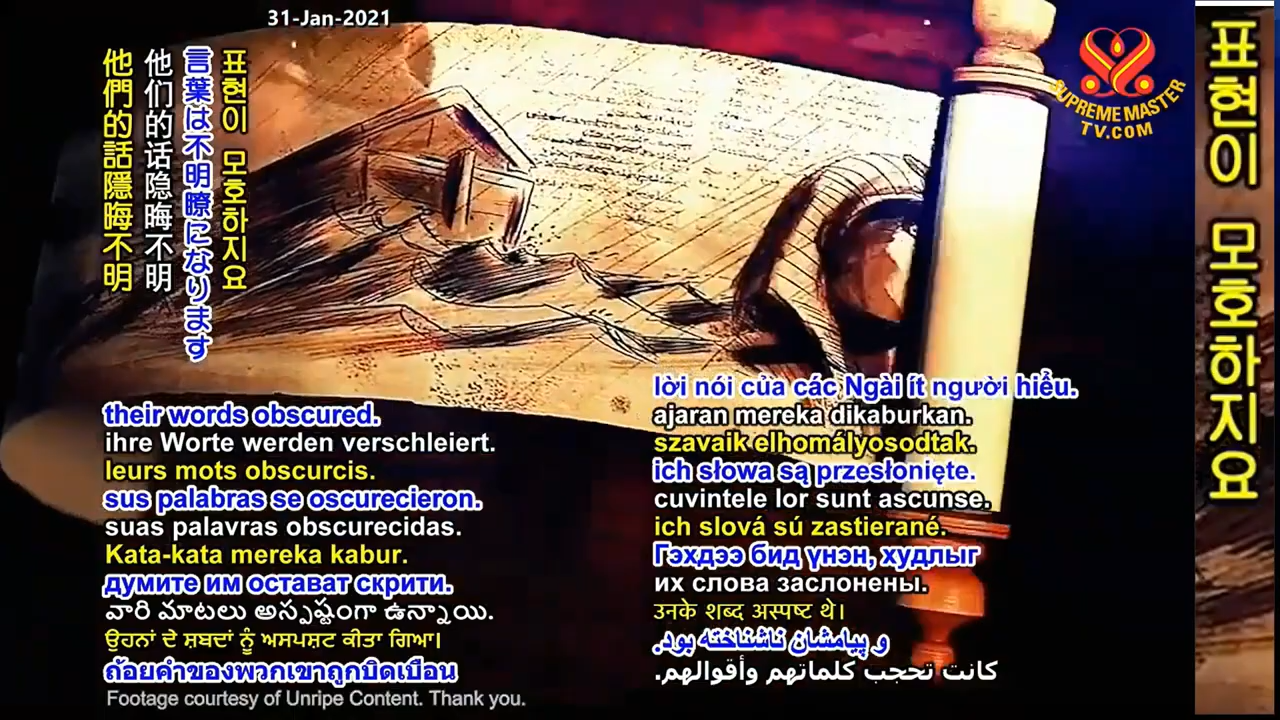 31-Jan-2021
SUPREME MASTER
TV.COM
표현이 모호하지요
言葉は不明瞭になります
他们的话隐晦不明
他們的話隱晦不明
their words obscured.
ihre Worte werden verschleiert.
leurs mots obscurcis.
sus palabras se oscurecieron.
suas palavras obscurecidas.
Kata-kata mereka kabur.
думите им остават скрити.
వారి మాటలు అస్పష్టంగా ఉన్నాయి.
ਉਹਨਾਂ ਦੇ ਸ਼ਬਦਾਂ ਨੂੰ ਅਸਪਸ਼ਟ ਕੀਤਾ ਗਿਆ।
ถ้อยคำของพวกเขาถูกบิดเบือน
Footage courtesy of Unripe Content. Thank you.
lời nói của các Ngài ít người hiểu.
ajaran mereka dikaburkan.
szavaik elhomályosodtak.
ich słowa są przesłonięte.
cuvintele lor sunt ascunse.
ich slová sú zastierané.
Гэхдээ бид үнэн, худлыг
их слова заслонены.
उनके शब्द अस्पष्ट थे।
و پیامشان ناشناخته بود.
كانت تحجب كلماتهم وأقوالهم.
표현이 모호하지요